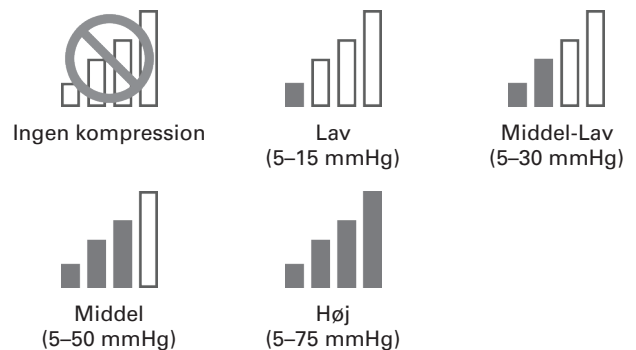 Ingen kompression
Lav
(5–15 mmHg)
Middel-Lav
(5–30 mmHg)
Middel
(5–50 mmHg)
Høj
(5–75 mmHg)